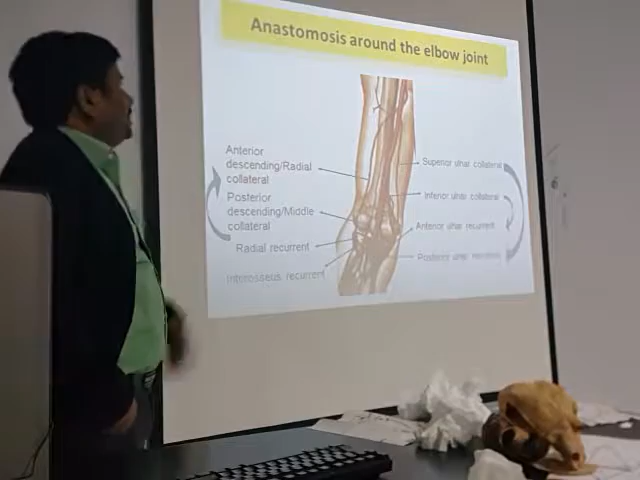 Anastomosis around the elbow joint
Anterior
descending/Radial
collateral
Posterior
descending/Middle
collateral
Radial recurrent
Interosseus recurrent
Superior ulnar collateral
Inferior ulnar collateral
Anterior ulnar recurrent
Posterior ulnar recurrent